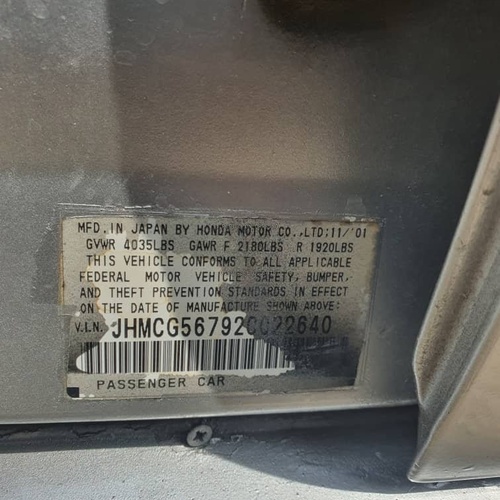 MFD. IN JAPAN BY HONDA MOTOR CO.,LTD:11/'01
GVWR 4035LBS GAWR F 2180LBS R 1920LBS
THIS VEHICLE CONFORMS TO ALL APPLICABLE
FEDERAL MOTOR VEHICLE SAFETY, BUMPER,
AND THEFT PREVENTION STANDARDS IN EFFECT
ON THE DATE OF MANUFACTURE SHOWN ABOVE:
V.I.N. JHMCG56792C022640
PASSENGER CAR